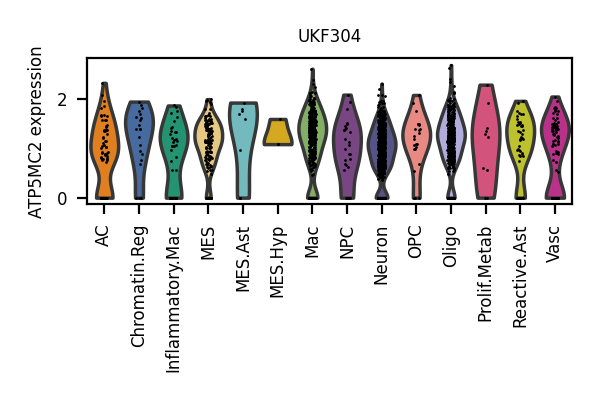 UKF304
ATP5MC2 expression
2
0
AC
Chromatin.Reg
Inflammatory.Mac
MES
MES.Ast
MES.Hyp
Mac
NPC
Neuron
OPC
Oligo
Prolif.Metab
Reactive.Ast
Vasc